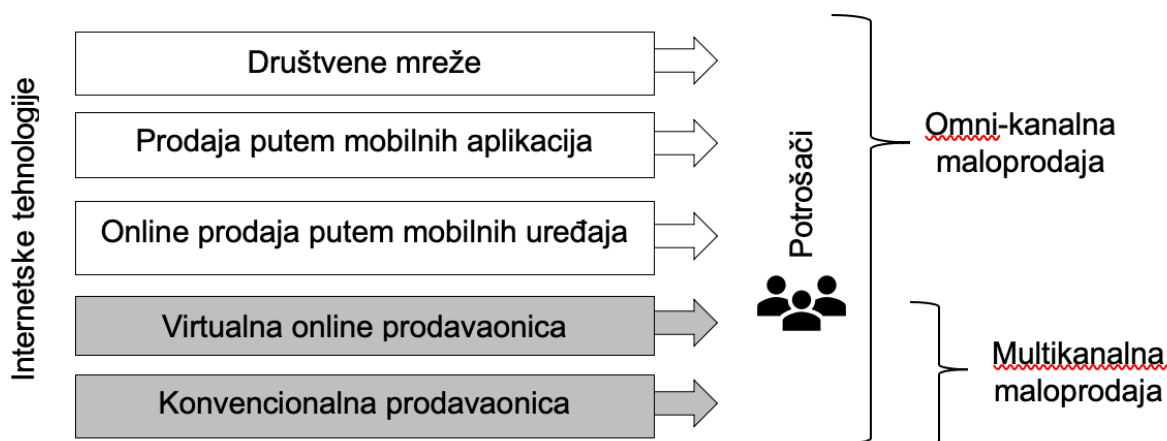 Internetske tehnologije
Društvene mreže
Prodaja putem mobilnih aplikacija
Online prodaja putem mobilnih uređaja
Virtualna online prodavaonica
Konvencionalna prodavaonica
Potrošači
Omni-kanalna
maloprodaja
Multikanalna
maloprodaja